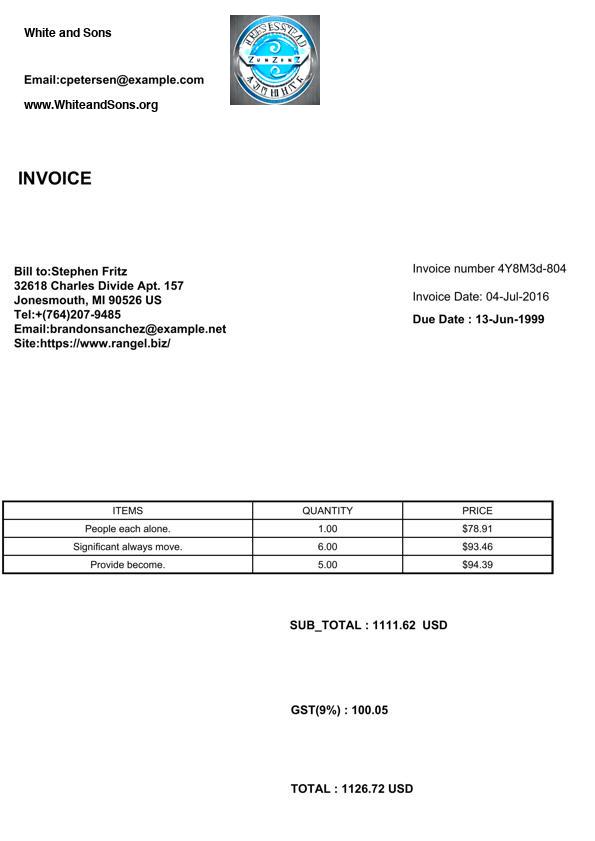 White and Sons
Email:cpetersen@example.com
www.WhiteandSons.org
ZUNZENZ
INVOICE
Bill to:Stephen Fritz
32618 Charles Divide Apt. 157
Jonesmouth, MI 90526 US
Tel:+(764)207-9485
Email:brandonsanchez@example.net
Site:https://www.rangel.biz/
Invoice number 4Y8M3d-804
Invoice Date: 04-Jul-2016
Due Date : 13-Jun-1999
ITEMS QUANTITY PRICE
People each alone. 1.00 $78.91
Significant always move. 6.00 $93.46
Provide become. 5.00 $94.39
SUB_TOTAL : 1111.62 USD
GST(9%) : 100.05
TOTAL : 1126.72 USD